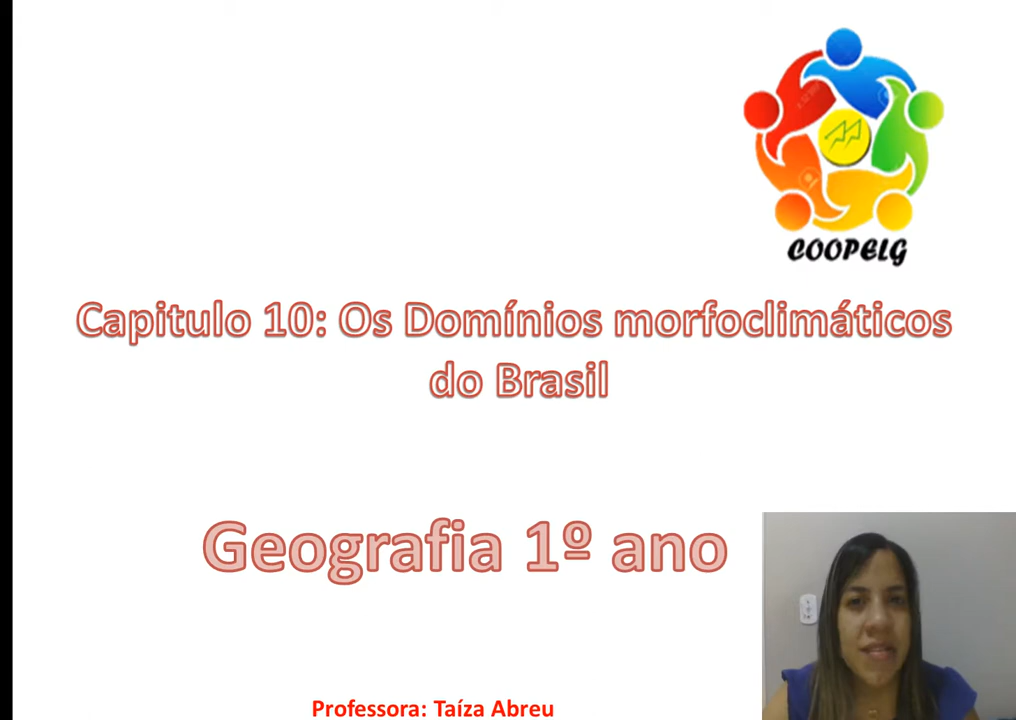 COOPELG
Capitulo 10: Os Domínios morfoclimáticos
do Brasil
Geografia 1º ano
Professora: Taíza Abreu